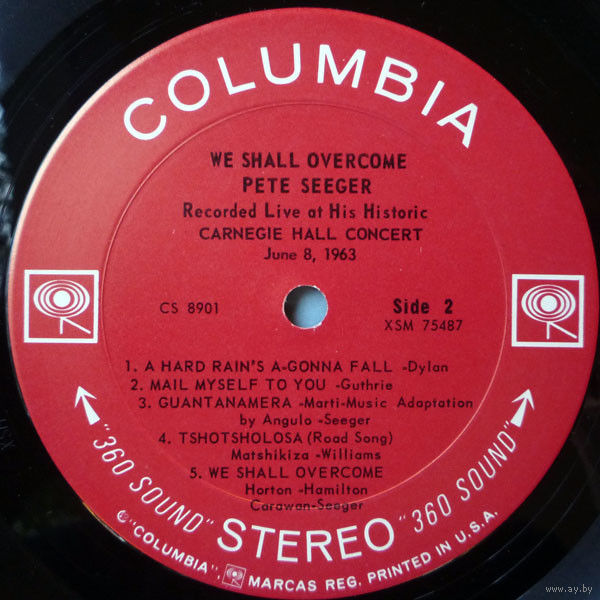 COLUMBIA
WE SHALL OVERCOME
PETE SEEGER
Recorded Live at His Historic
CARNEGIE HALL CONCERT
June 8, 1963
CS 8901
Side 2
XSM 75487
1. A HARD RAIN'S A-GONNA FALL -Dylan
2. MAIL MYSELF TO YOU -Guthrie
3. GUANTANAMERA -Marti-Music Adaptation
by Angulo -Seeger
4. TSHOTSHOLOSA (Road Song)
Matshikiza -Williams
5. WE SHALL OVERCOME
Horton -Hamilton
Carawan-Seeger
"360 SOUND" STEREO "360 SOUND"
© "COLUMBIA", MARCAS REG. PRINTED IN U.S.A.
www.ay.by